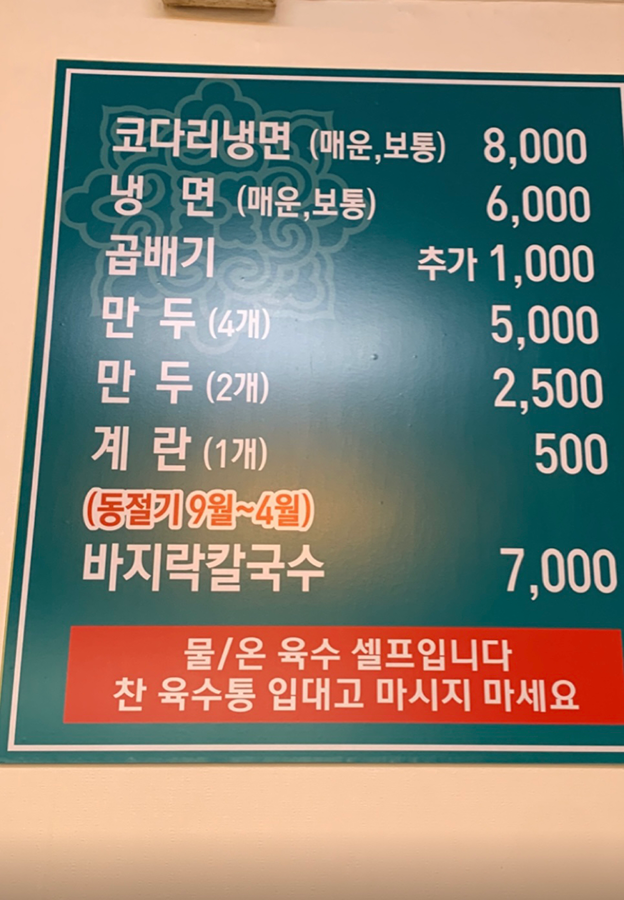 코다리냉면 (매운,보통) 8,000
냉 면 (매운,보통) 6,000
곱배기 추가 1,000
만 두 (4개) 5,000
만 두 (2개) 2,500
계 란 (1개) 500
(동절기 9월~4월)
바지락칼국수 7,000
물/온 육수 셀프입니다
찬 육수통 입대고 마시지 마세요